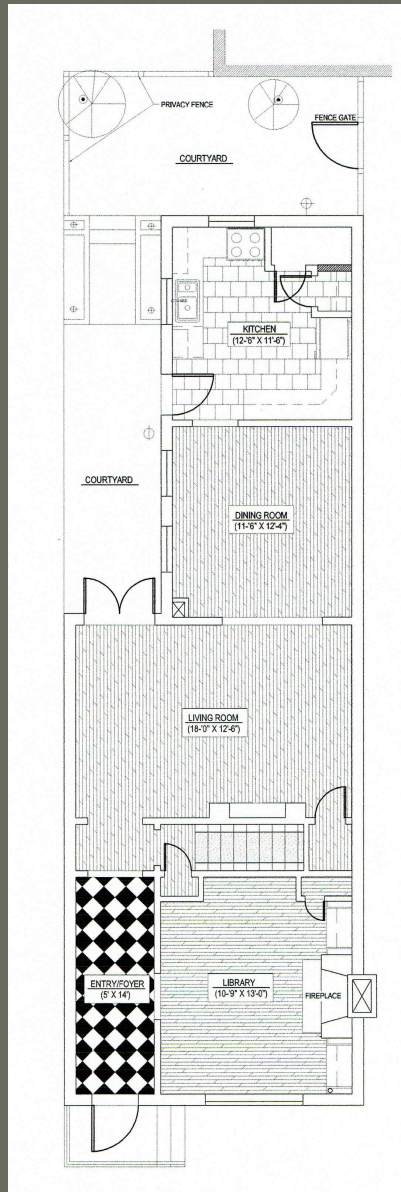 PRIVACY FENCE
FENCE GATE
COURTYARD
KITCHEN
(12'-6" X 11'-6")
COURTYARD
DINING ROOM
(11'-6" X 12'-4")
LIVING ROOM
(18'-0" X 12'-6")
ENTRY/FOYER
(5' X 14')
LIBRARY
(10'-9" X 13'-0")
FIREPLACE